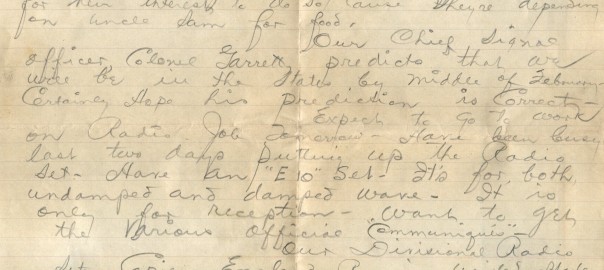 for their interests to do so cause they're depending
on Uncle Sam for food.
Our Chief Signal
officer Colonel Garrett predicts that we
will be in the States by middle of February
Certainly Hope his prediction is Correct -
Expect to go to work
on Radio Job Tomorrow - Have been busy
last two days putting up the Radio
Set - Have an "E10" Set - It's for both
undamped and damped wave - It is
only for reception - want to get
the Various Official Communiques" -
Our Divisional Radio